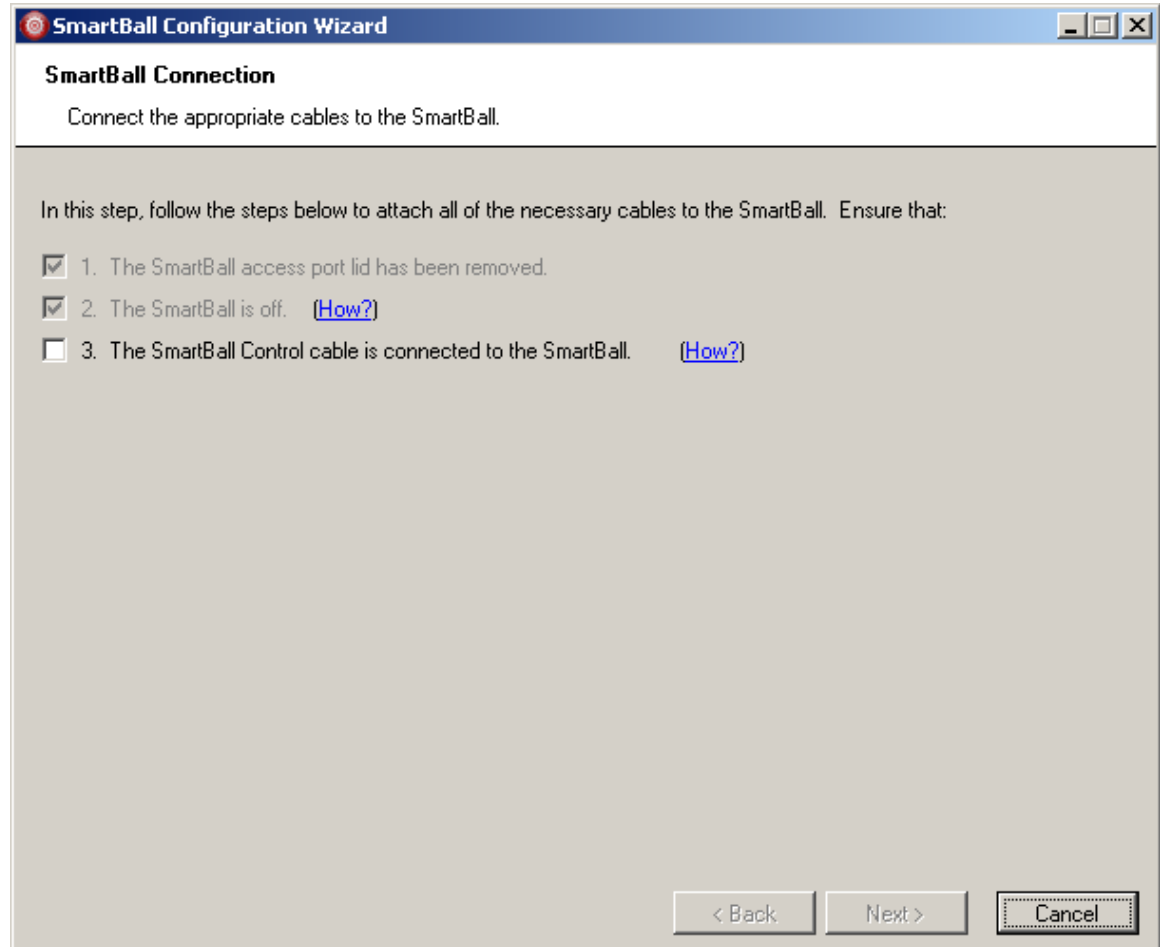 SmartBall Configuration Wizard
SmartBall Connection
Connect the appropriate cables to the SmartBall.
In this step, follow the steps below to attach all of the necessary cables to the SmartBall.  Ensure that:
1.  The SmartBall access port lid has been removed.
2.  The SmartBall is off.  (How?)
3.  The SmartBall Control cable is connected to the SmartBall.  (How?)
< Back  Next >  Cancel